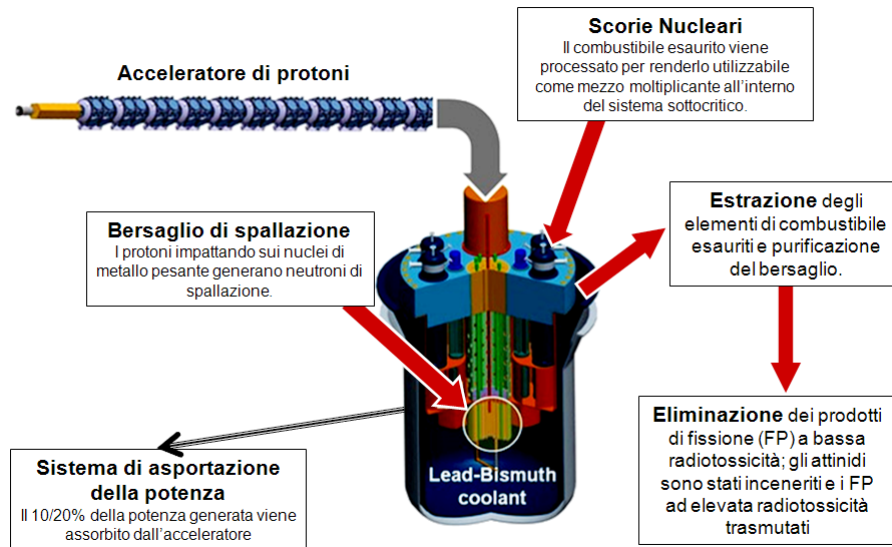 Scorie Nucleari
Il combustibile esaurito viene
processato per renderlo utilizzabile
come mezzo moltiplicante all'interno
del sistema sottocritico.
Acceleratore di protoni
Estrazione degli
elementi di combustibile
esauriti e purificazione
del bersaglio.
Bersaglio di spallazione
I protoni impattando sui nuclei di
metallo pesante generano neutroni di
spallazione.
Eliminazione dei prodotti
di fissione (FP) a bassa
radiotossicità; gli attinidi
sono stati inceneriti e i FP
ad elevata radiotossicità
trasmutati
Lead-Bismuth
coolant
Sistema di asportazione
della potenza
Il 10/20% della potenza generata viene
assorbito dall'acceleratore